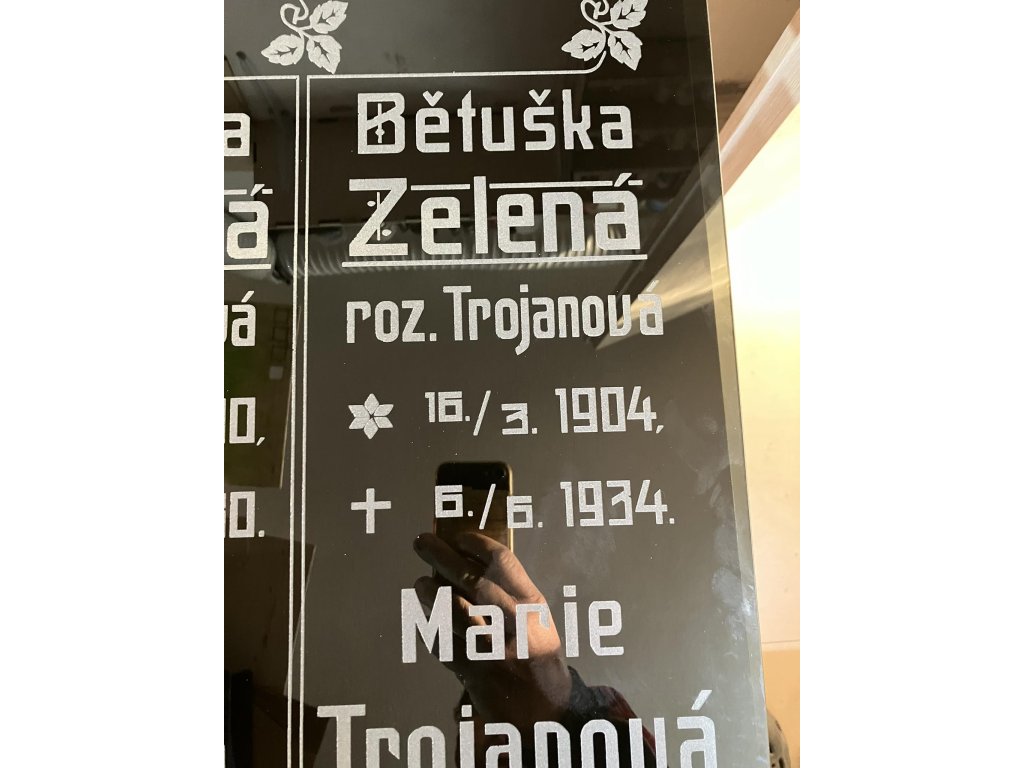 Bětuška
Zelená
roz. Trojanová
16./3. 1904,
✝ 6./6. 1934.
Marie
Trojanová